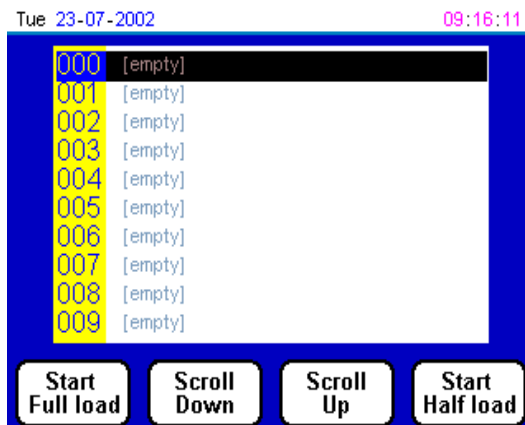 Tue 23-07-2002 09:16:11
000 [empty]
001 [empty]
002 [empty]
003 [empty]
004 [empty]
005 [empty]
006 [empty]
007 [empty]
008 [empty]
009 [empty]
Start Scroll Scroll Start
Full load Down Up Half load